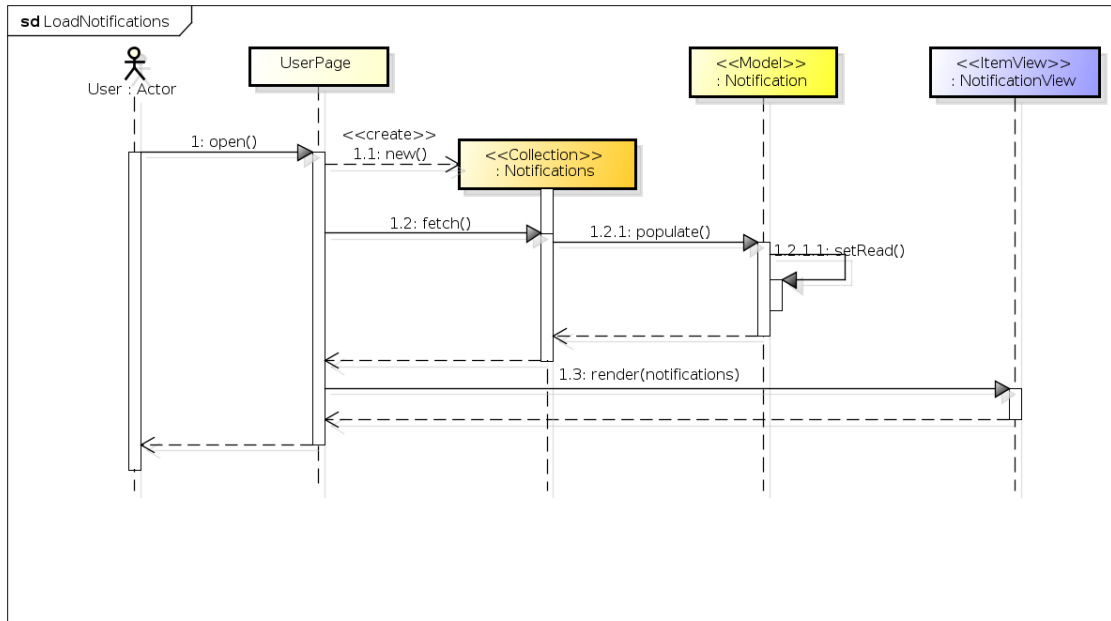 sd LoadNotifications
User : Actor
UserPage
<<Model>>
: Notification
<<ItemView>>
: NotificationView
1: open()
<<create>>
1.1: new()
<<Collection>>
: Notifications
1.2: fetch()
1.2.1: populate()
1.2.1.1: setRead()
1.3: render(notifications)